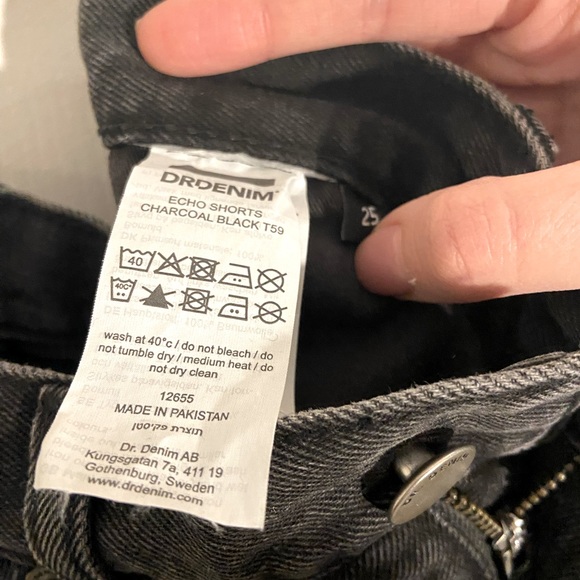 DRDENIM
ECHO SHORTS
CHARCOAL BLACK T59
25
40
40C°
wash at 40°c / do not bleach / do
not tumble dry / medium heat / do
not dry clean
12655
MADE IN PAKISTAN
תוצרת פקיסטן
Dr. Denim AB
Kungsgatan 7a, 411 19
Gothenburg, Sweden
www.drdenim.com